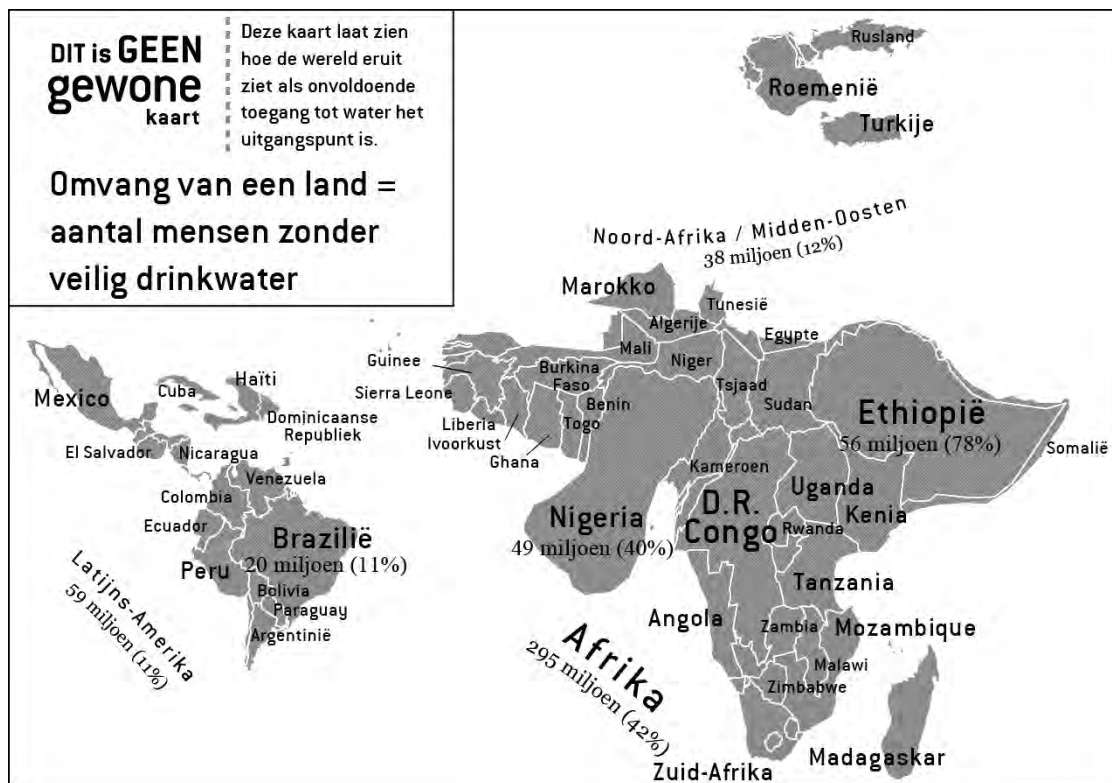 DIT is GEEN
gewone
kaart
Deze kaart laat zien
hoe de wereld eruit
ziet als onvoldoende
toegang tot water het
uitgangspunt is.
Omvang van een land =
aantal mensen zonder
veilig drinkwater
Rusland
Roemenië
Turkije
Noord-Afrika / Midden-Oosten
38 miljoen (12%)
Marokko
Tunesië
Algerije
Egypte
Mali
Niger
Guinee
Burkina
Faso
Tsjaad
Sierra Leone
Benin
Sudan
Ethiopië
56 miljoen (78%)
Liberia
Togo
Ivoorkust
Ghana
Somalië
Kameroen
Uganda
D.R.
Congo
Kenia
Nigeria
49 miljoen (40%)
Rwanda
Tanzania
Angola
Zambia
Mozambique
Malawi
Zimbabwe
Afrika
295 miljoen (42%)
Zuid-Afrika
Madagaskar
Mexico
Cuba
Haïti
Dominicaanse
Republiek
El Salvador
Nicaragua
Venezuela
Colombia
Ecuador
Brazilië
20 miljoen (11%)
Peru
Bolivia
Paraguay
Argentinië
Latijns-Amerika
59 miljoen (11%)